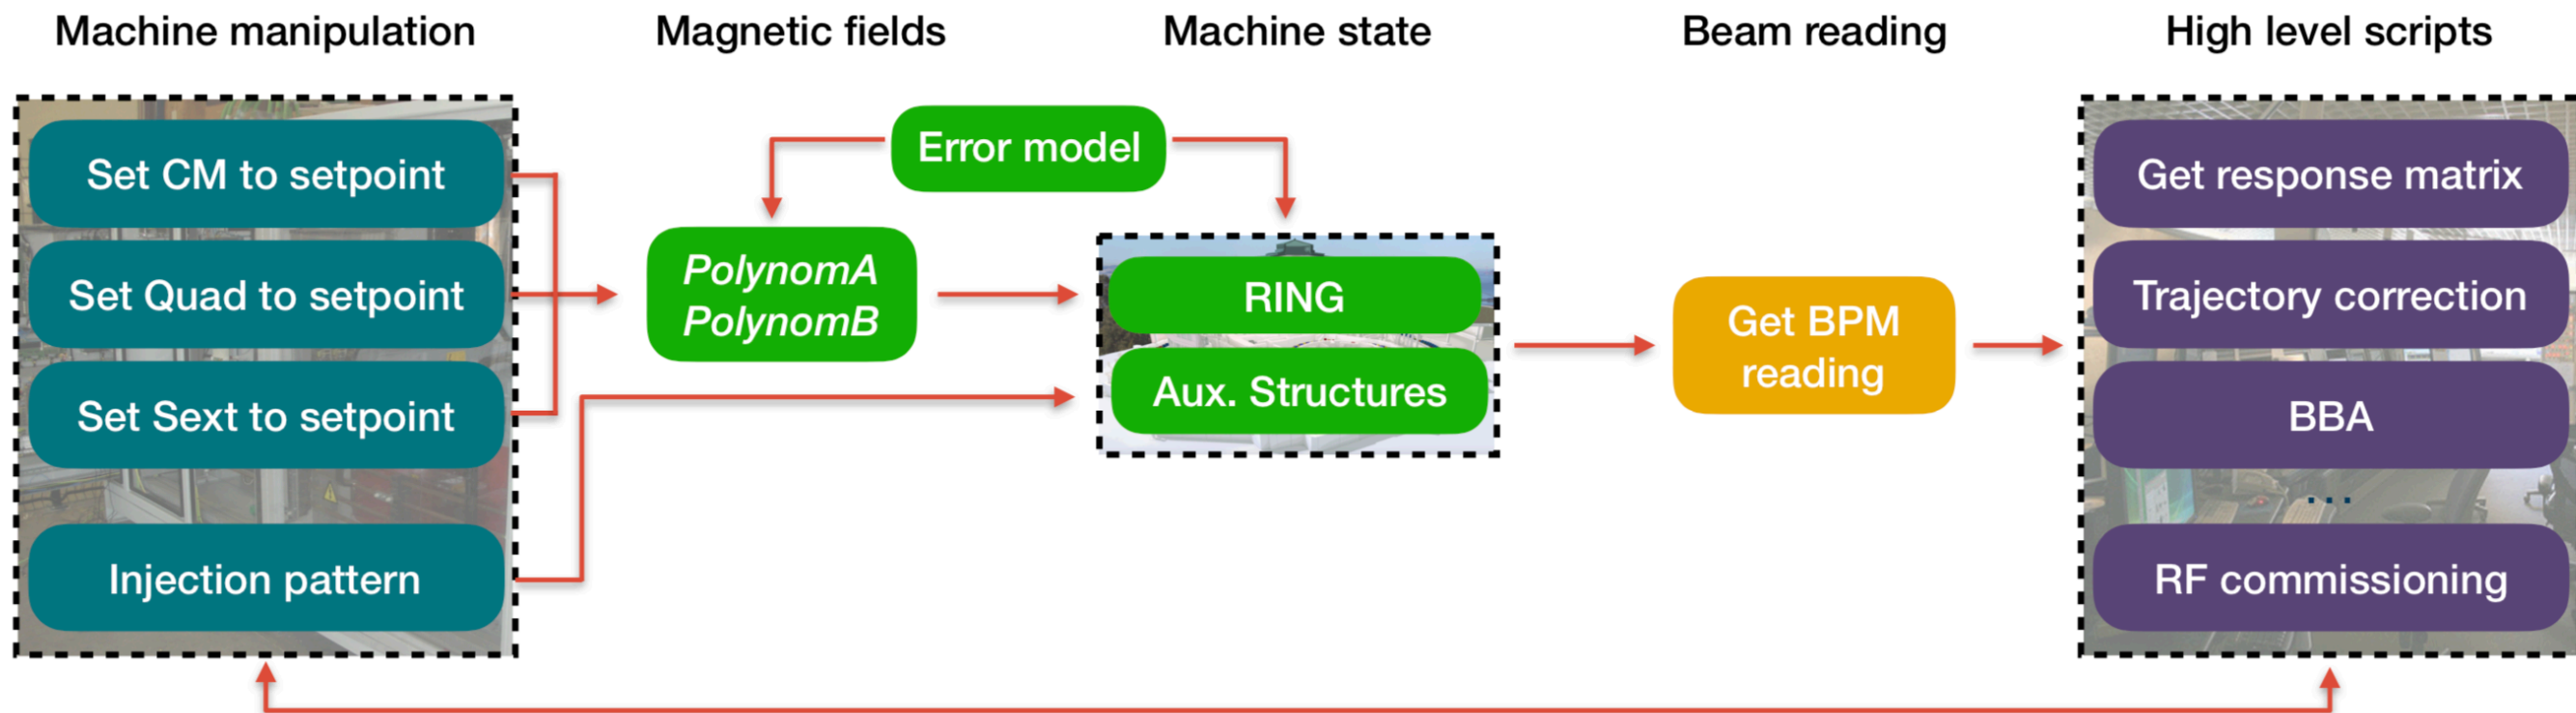 Machine manipulation
Magnetic fields
Machine state
Beam reading
High level scripts
Set CM to setpoint
Set Quad to setpoint
Set Sext to setpoint
Injection pattern
Error model
PolynomA
PolynomB
RING
Aux. Structures
Get BPM
reading
Get response matrix
Trajectory correction
BBA
...
RF commissioning